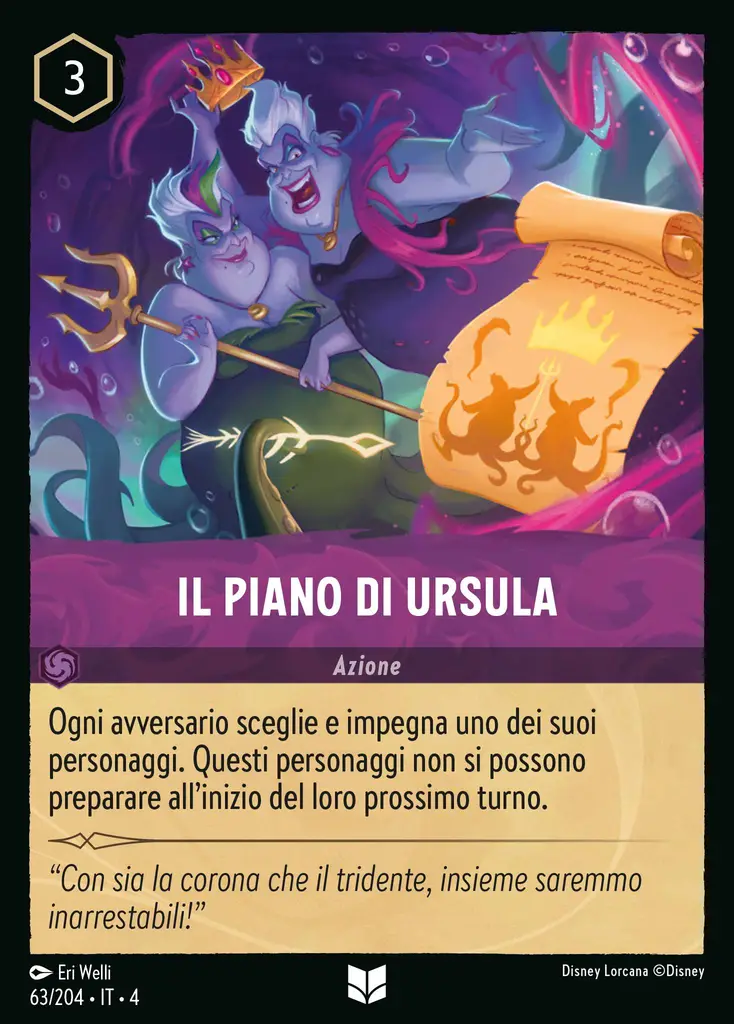 3
IL PIANO DI URSULA
Azione
Ogni avversario sceglie e impegna uno dei suoi
personaggi. Questi personaggi non si possono
preparare all'inizio del loro prossimo turno.
“Con sia la corona che il tridente, insieme saremmo
inarrestabili!”
Eri Welli
Disney Lorcana ©Disney
63/204 • IT • 4